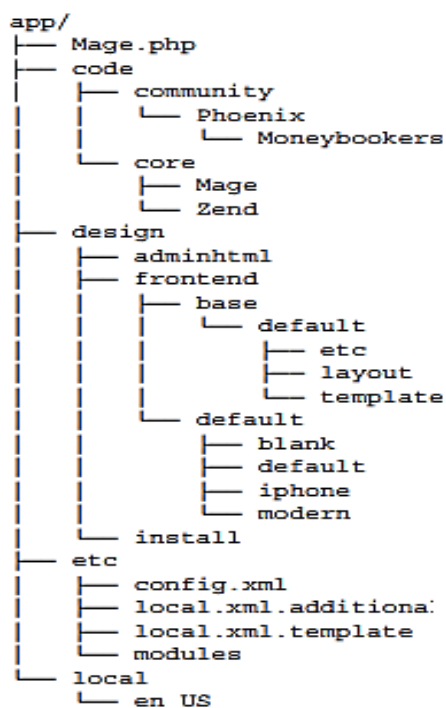 app/
├── Mage.php
├── code
│   ├── community
│   │   └── Phoenix
│   │       └── Moneybookers
│   └── core
│       ├── Mage
│       └── Zend
├── design
│   ├── adminhtml
│   ├── frontend
│   │   ├── base
│   │   │   └── default
│   │   │       ├── etc
│   │   │       ├── layout
│   │   │       └── template
│   │   └── default
│   │       ├── blank
│   │       ├── default
│   │       ├── iphone
│   │       └── modern
│   └── install
├── etc
│   ├── config.xml
│   ├── local.xml.additional
│   ├── local.xml.template
│   └── modules
└── local
    └── en US